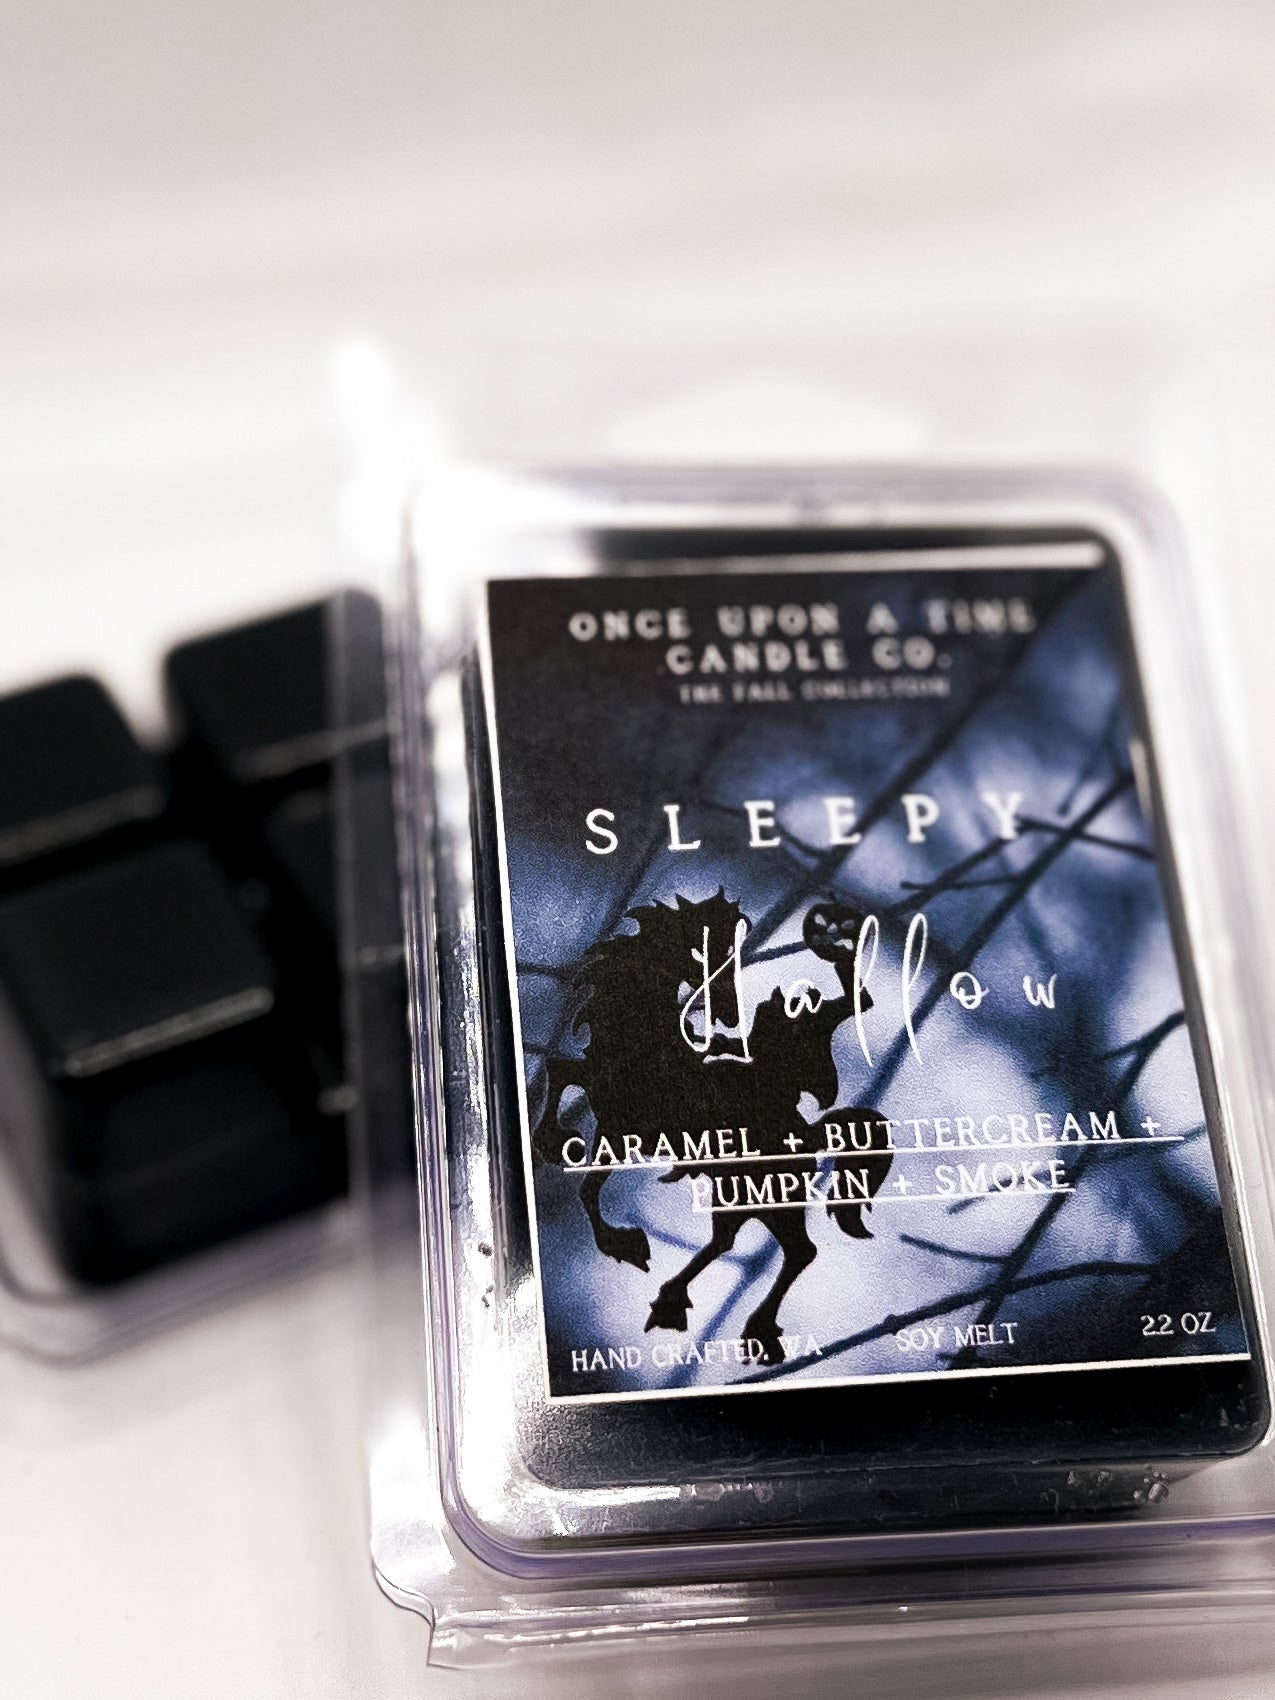 ONCE UPON A TIME
CANDLE CO.
THE FALL COLLECTION
SLEEPY
Hallow
CARAMEL + BUTTERCREAM +
PUMPKIN + SMOKE
HAND CRAFTED, VA SOY MELT 2.2 OZ